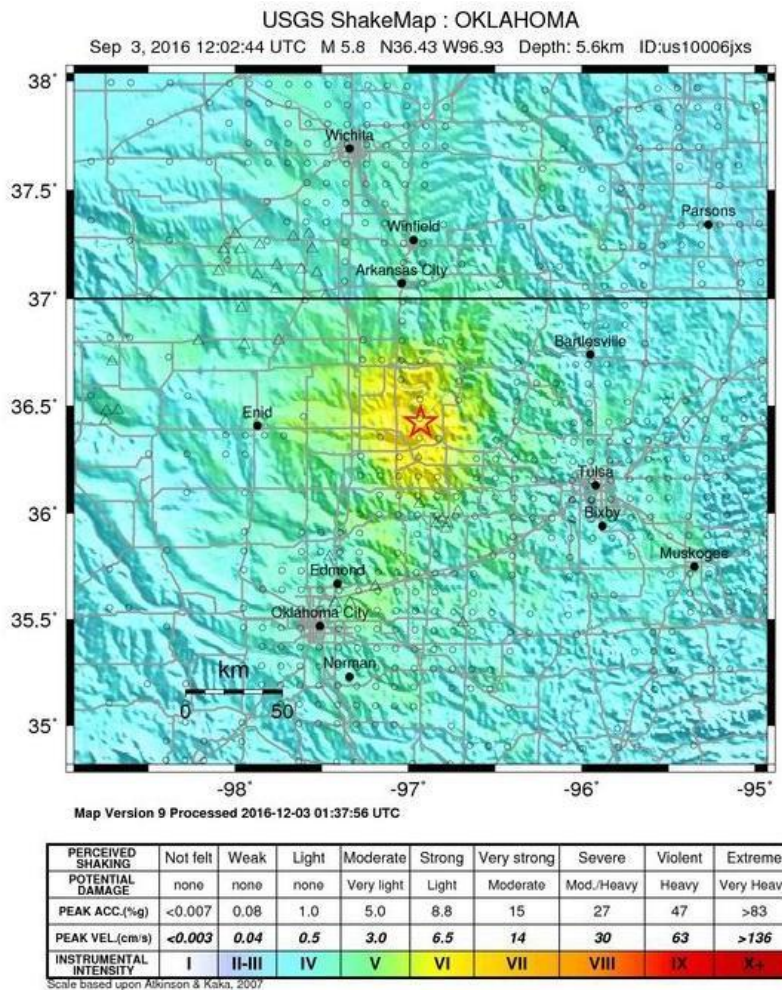 USGS ShakeMap : OKLAHOMA
Sep 3, 2016 12:02:44 UTC M 5.8 N36.43 W96.93 Depth: 5.6km ID:us10006jxs
38˚
Wichita
37.5˚
Parsons
Winfield
Arkansas City
37˚
Bartlesville
36.5˚
Enid
Tulsa
36˚
Bixby
Muskogee
Edmond
35.5˚
Oklahoma City
km
Norman
0 50
35˚
-98˚ -97˚ -96˚ -95˚
Map Version 9 Processed 2016-12-03 01:37:56 UTC
PERCEIVED SHAKING Not felt Weak Light Moderate Strong Very strong Severe Violent Extreme
POTENTIAL DAMAGE none none none Very light Light Moderate Mod./Heavy Heavy Very Heav
PEAK ACC.(%g) <0.007 0.08 1.0 5.0 8.8 15 27 47 >83
PEAK VEL.(cm/s) <0.003 0.04 0.5 3.0 6.5 14 30 63 >136
INSTRUMENTAL INTENSITY I II-III IV V VI VII VIII IX X+
Scale based upon Atkinson & Kaka, 2007